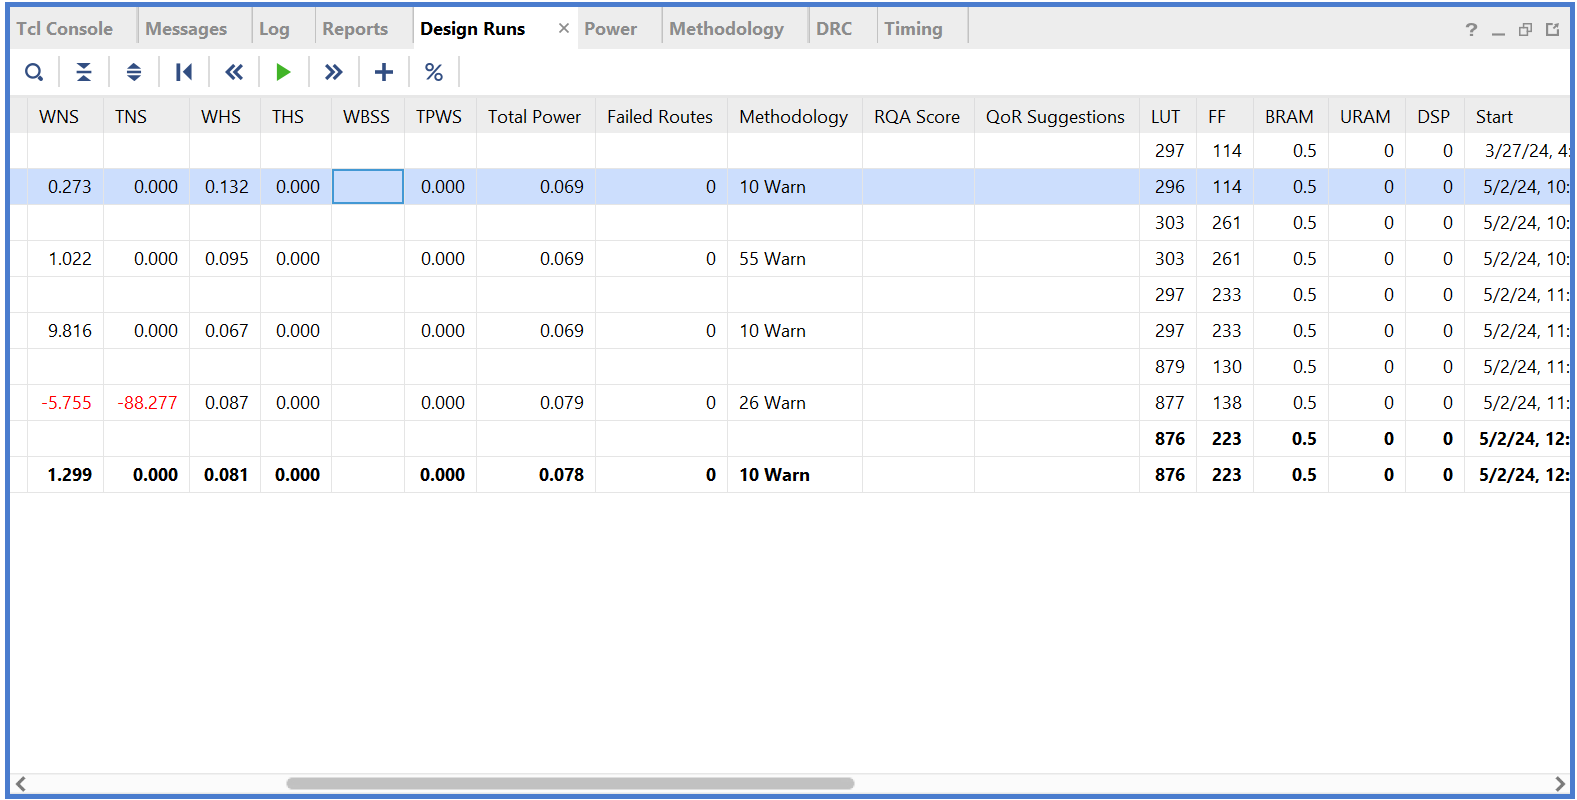 Tcl Console Messages Log Reports Design Runs × Power Methodology DRC Timing ?
%
WNS TNS WHS THS WBSS TPWS Total Power Failed Routes Methodology RQA Score QoR Suggestions LUT FF BRAM URAM DSP Start
297 114 0.5 0 0 3/27/24, 4:
0.273 0.000 0.132 0.000 0.000 0.069 0 10 Warn 296 114 0.5 0 0 5/2/24, 10:
303 261 0.5 0 0 5/2/24, 10:
1.022 0.000 0.095 0.000 0.000 0.069 0 55 Warn 303 261 0.5 0 0 5/2/24, 10:
297 233 0.5 0 0 5/2/24, 11:
9.816 0.000 0.067 0.000 0.000 0.069 0 10 Warn 297 233 0.5 0 0 5/2/24, 11:
879 130 0.5 0 0 5/2/24, 11:
-5.755 -88.277 0.087 0.000 0.000 0.079 0 26 Warn 877 138 0.5 0 0 5/2/24, 11:
876 223 0.5 0 0 5/2/24, 12:
1.299 0.000 0.081 0.000 0.000 0.078 0 10 Warn 876 223 0.5 0 0 5/2/24, 12: